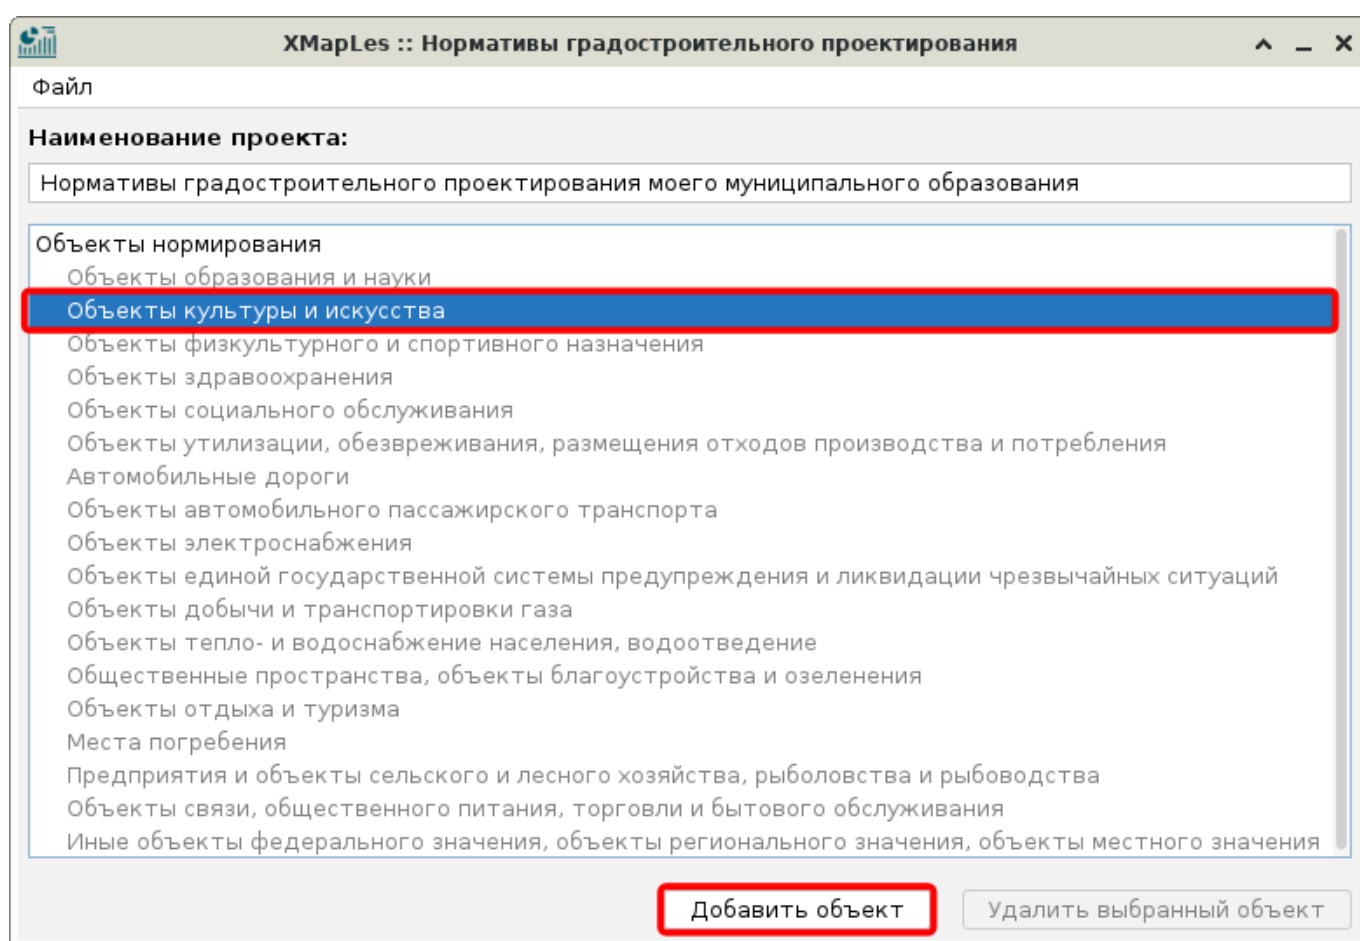 XMapLes :: Нормативы градостроительного проектирования
Файл
Наименование проекта:
Нормативы градостроительного проектирования моего муниципального образования
Объекты нормирования
Объекты образования и науки
Объекты культуры и искусства
Объекты физкультурного и спортивного назначения
Объекты здравоохранения
Объекты социального обслуживания
Объекты утилизации, обезвреживания, размещения отходов производства и потребления
Автомобильные дороги
Объекты автомобильного пассажирского транспорта
Объекты электроснабжения
Объекты единой государственной системы предупреждения и ликвидации чрезвычайных ситуаций
Объекты добычи и транспортировки газа
Объекты тепло- и водоснабжение населения, водоотведение
Общественные пространства, объекты благоустройства и озеленения
Объекты отдыха и туризма
Места погребения
Предприятия и объекты сельского и лесного хозяйства, рыболовства и рыбоводства
Объекты связи, общественного питания, торговли и бытового обслуживания
Иные объекты федерального значения, объекты регионального значения, объекты местного значения
Добавить объект
Удалить выбранный объект